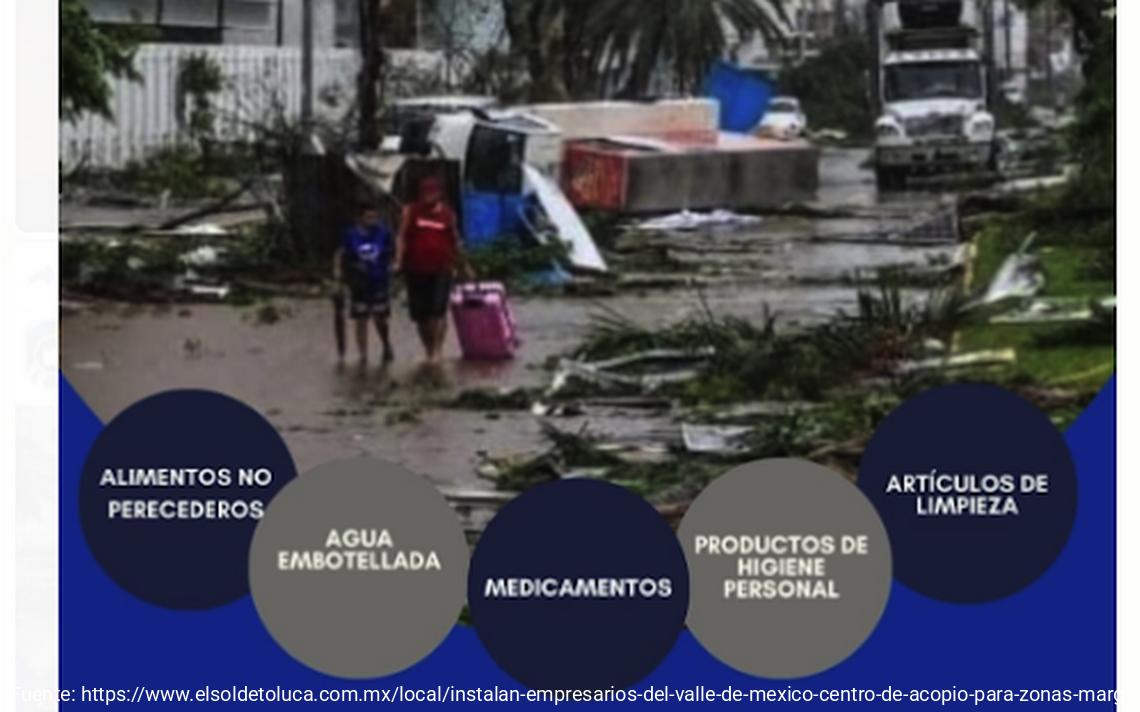 ALIMENTOS NO
PERECEDEROS
AGUA
EMBOTELLADA
MEDICAMENTOS
PRODUCTOS DE
HIGIENE
PERSONAL
ARTÍCULOS DE
LIMPIEZA
Fuente: https://www.elsoldetoluca.com.mx/local/instalan-empresarios-del-valle-de-mexico-centro-de-acopio-para-zonas-marg